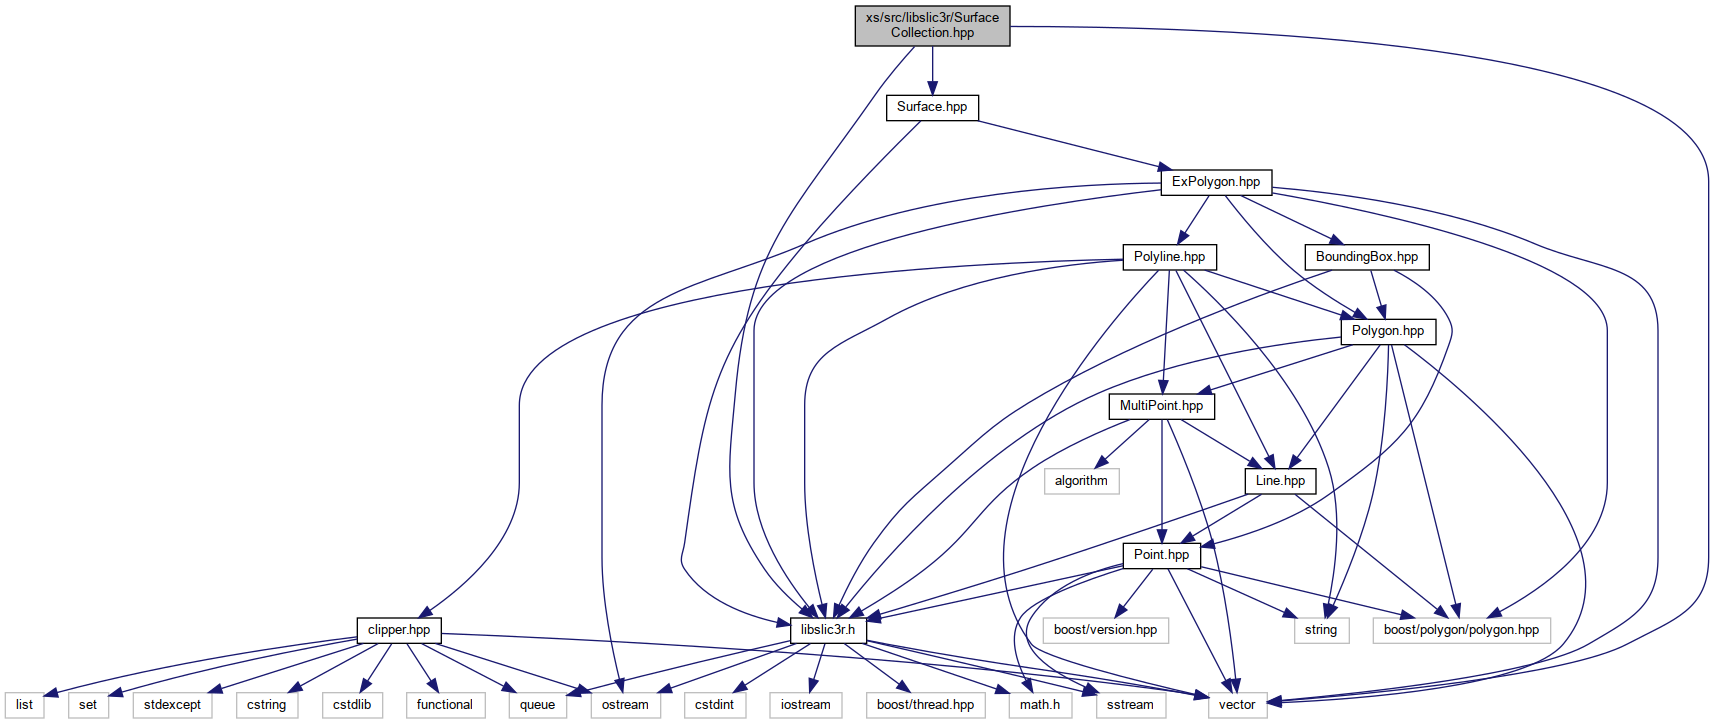 xs/src/libslic3r/Surface
Collection.hpp
Surface.hpp
ExPolygon.hpp
Polyline.hpp
BoundingBox.hpp
Polygon.hpp
MultiPoint.hpp
algorithm
Line.hpp
Point.hpp
clipper.hpp
libslic3r.h
boost/version.hpp
string
boost/polygon/polygon.hpp
list
set
stdexcept
cstring
cstdlib
functional
queue
ostream
cstdint
iostream
boost/thread.hpp
math.h
sstream
vector